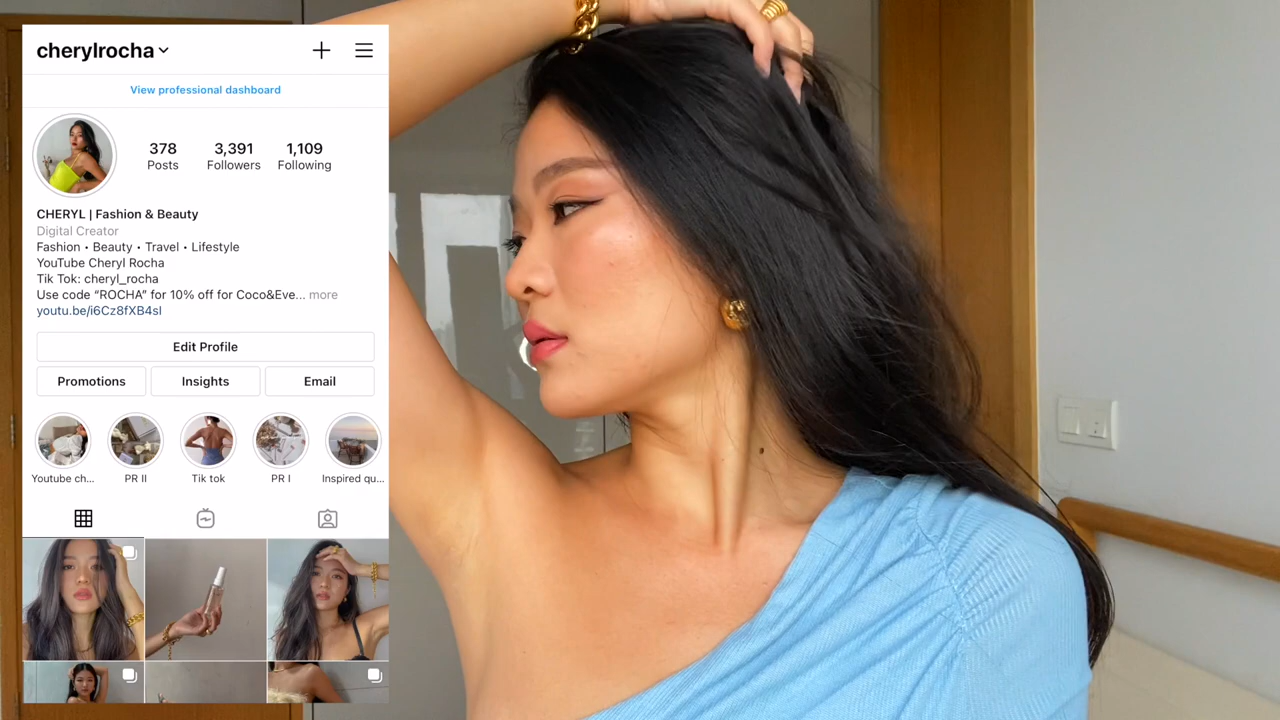 cherylrocha
View professional dashboard
378 3,391 1,109
Posts Followers Following
CHERYL | Fashion & Beauty
Digital Creator
Fashion • Beauty • Travel • Lifestyle
YouTube Cheryl Rocha
Tik Tok: cheryl_rocha
Use code “ROCHA” for 10% off for Coco&Eve... more
youtu.be/i6Cz8fXB4sI
Edit Profile
Promotions Insights Email
Youtube ch... PR II Tik tok PR I Inspired qu...